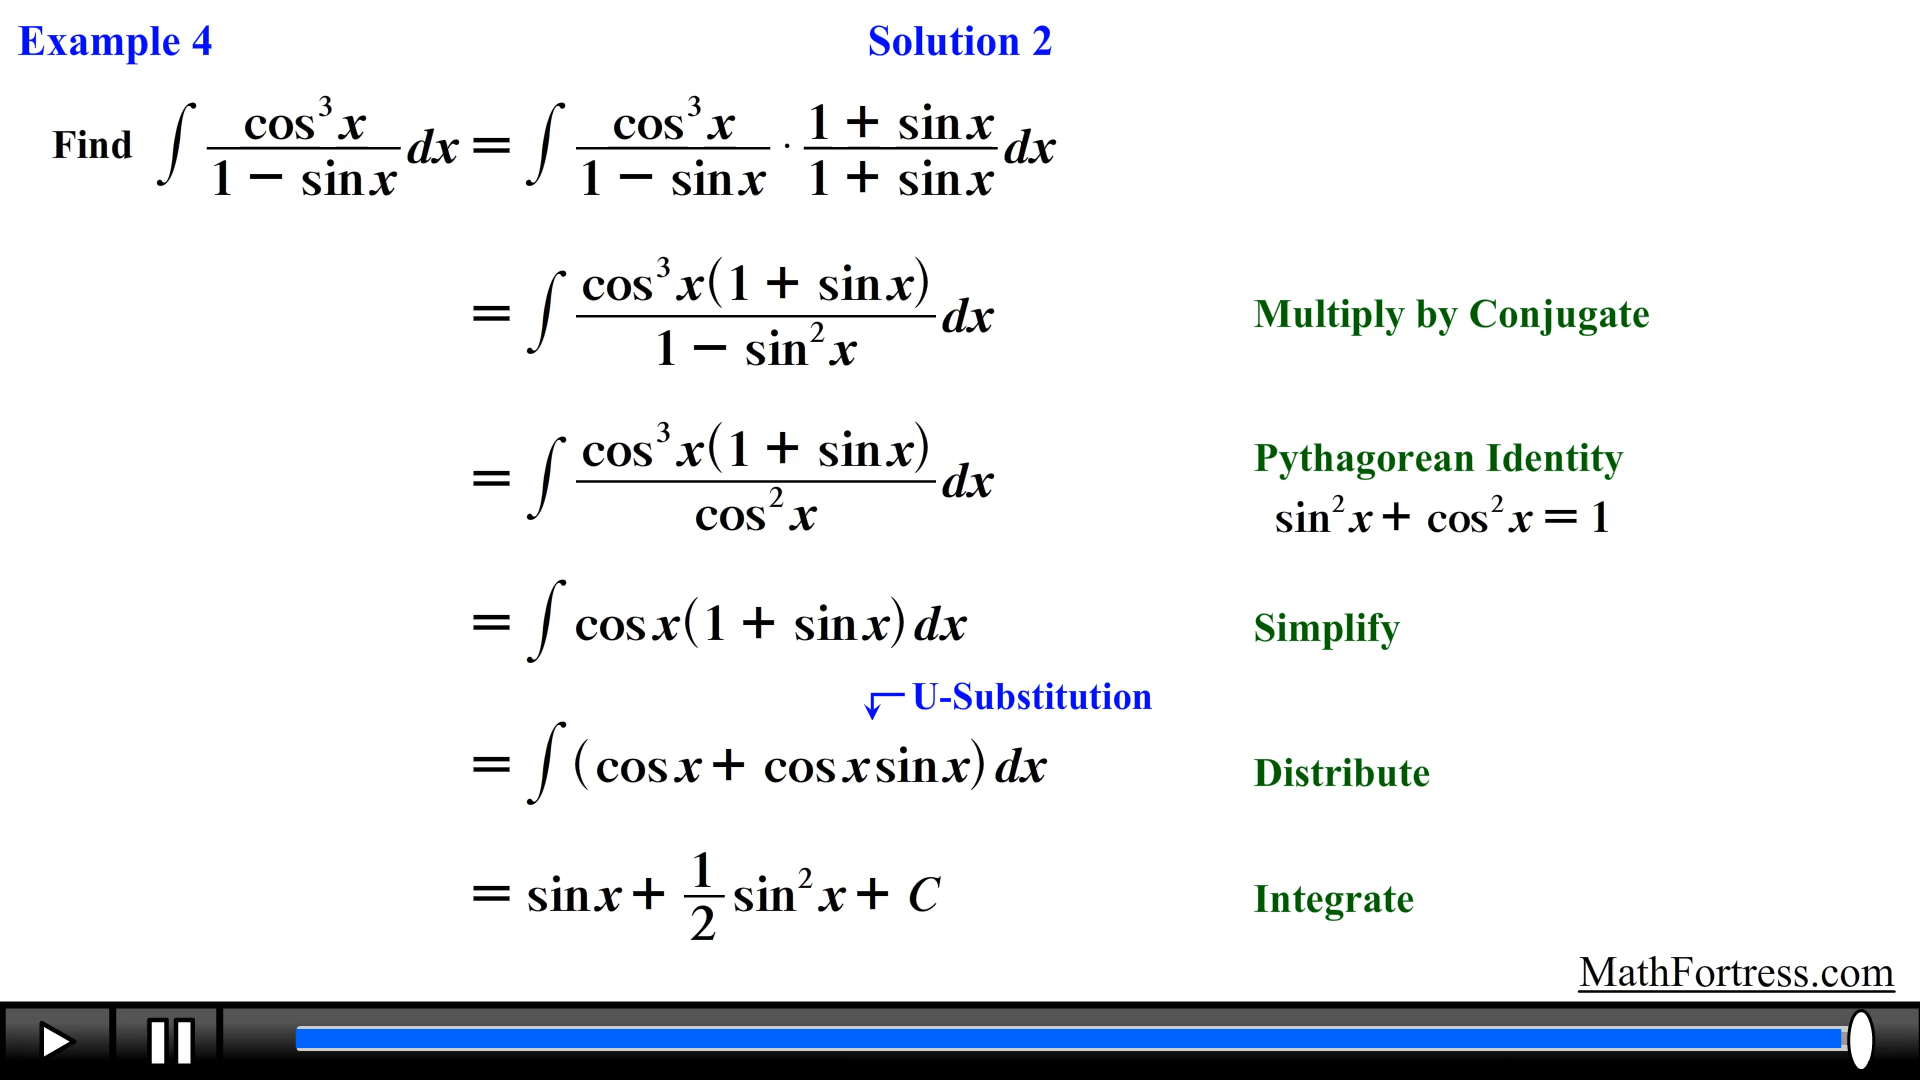 Example 4
Solution 2
Find ∫ cos³x / (1 − sin x) dx = ∫ cos³x / (1 − sin x) · (1 + sin x) / (1 + sin x) dx
= ∫ cos³x(1 + sin x) / (1 − sin²x) dx
Multiply by Conjugate
= ∫ cos³x(1 + sin x) / cos²x dx
Pythagorean Identity
sin²x + cos²x = 1
= ∫ cos x(1 + sin x) dx
Simplify
U-Substitution
= ∫ (cos x + cos x sin x) dx
Distribute
= sin x + 1/2 sin²x + C
Integrate
MathFortress.com